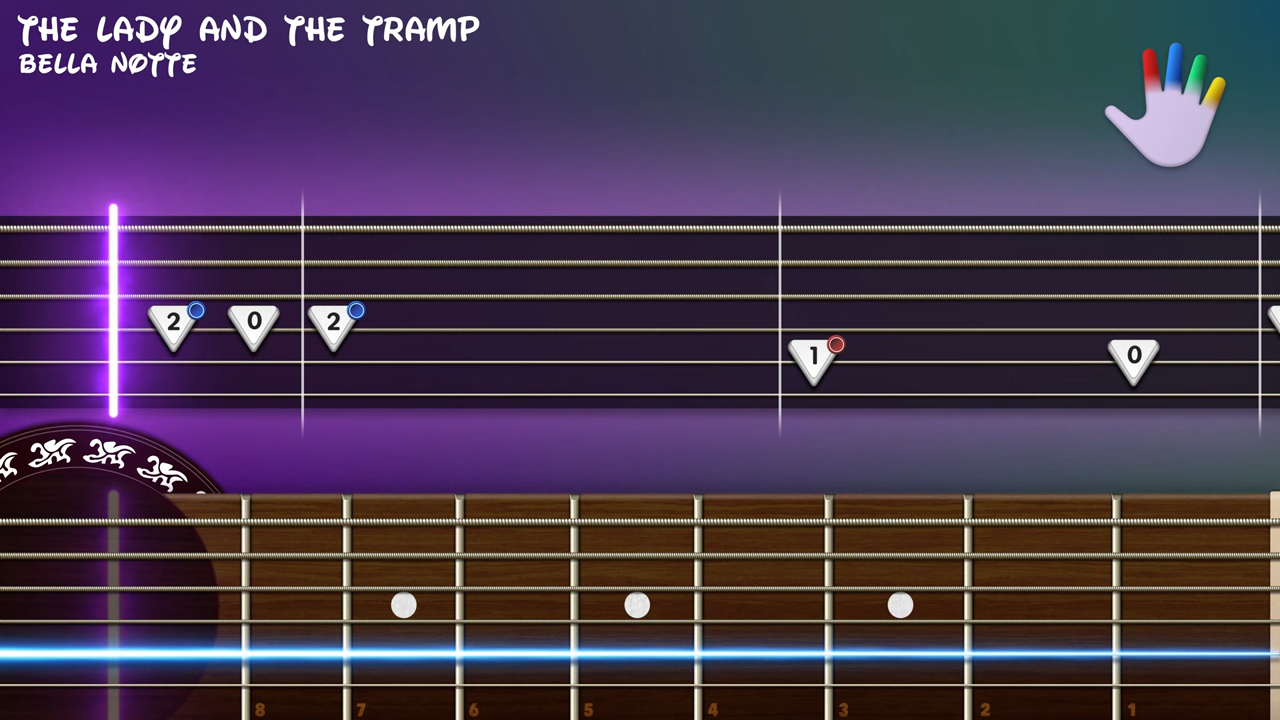 THE LADY AND THE TRAMP
BELLA NOTTE
2 0 2
1 0
8 7 6 5 4 3 2 1